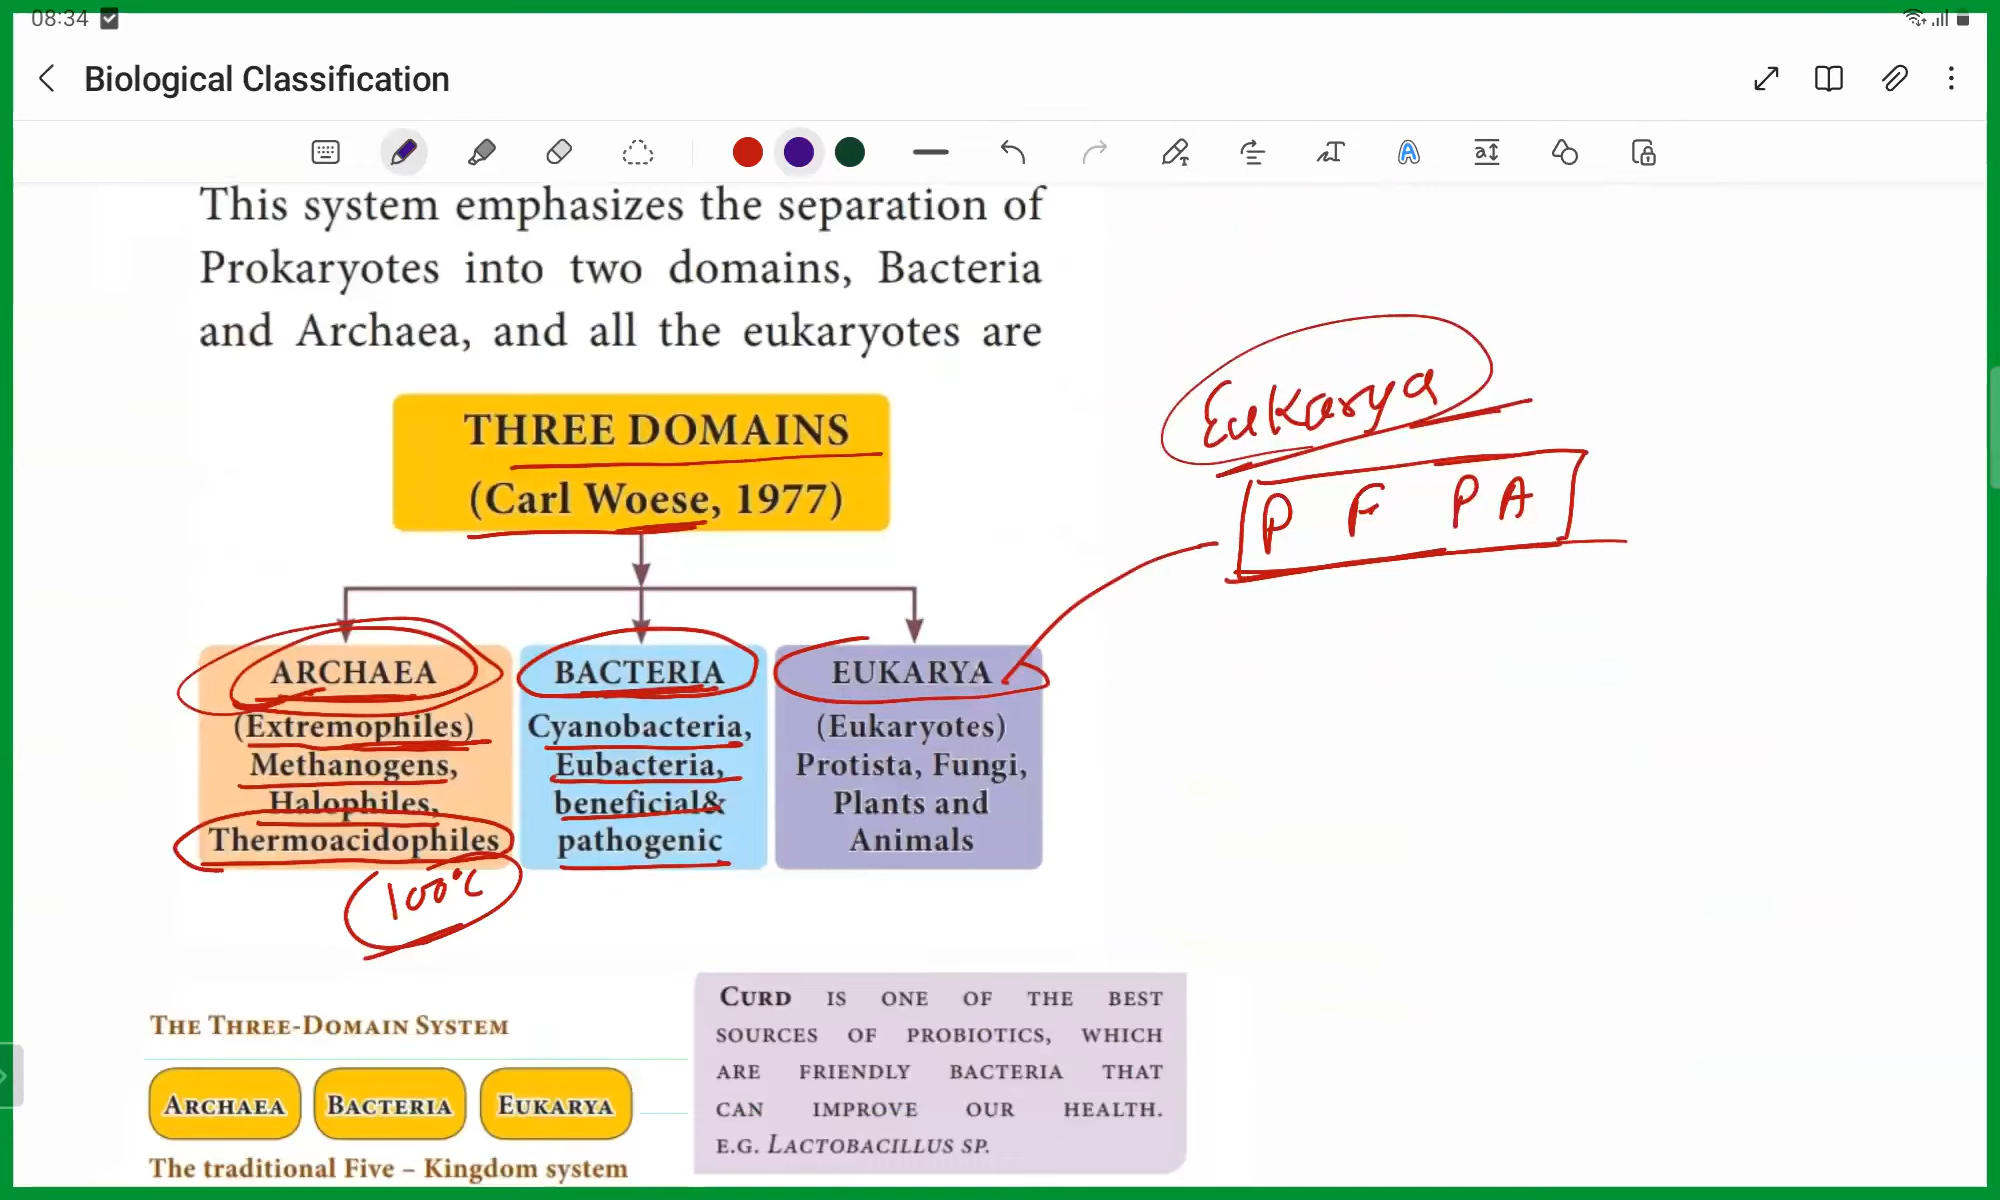 08:34
Biological Classification
This system emphasizes the separation of
Prokaryotes into two domains, Bacteria
and Archaea, and all the eukaryotes are
THREE DOMAINS
(Carl Woese, 1977)
Eukarya
P F P A
ARCHAEA
(Extremophiles)
Methanogens,
Halophiles,
Thermoacidophiles
100°C
BACTERIA
Cyanobacteria,
Eubacteria,
beneficial&
pathogenic
EUKARYA
(Eukaryotes)
Protista, Fungi,
Plants and
Animals
THE THREE-DOMAIN SYSTEM
ARCHAEA
BACTERIA
EUKARYA
The traditional Five – Kingdom system
CURD IS ONE OF THE BEST
SOURCES OF PROBIOTICS, WHICH
ARE FRIENDLY BACTERIA THAT
CAN IMPROVE OUR HEALTH.
E.G. LACTOBACILLUS SP.